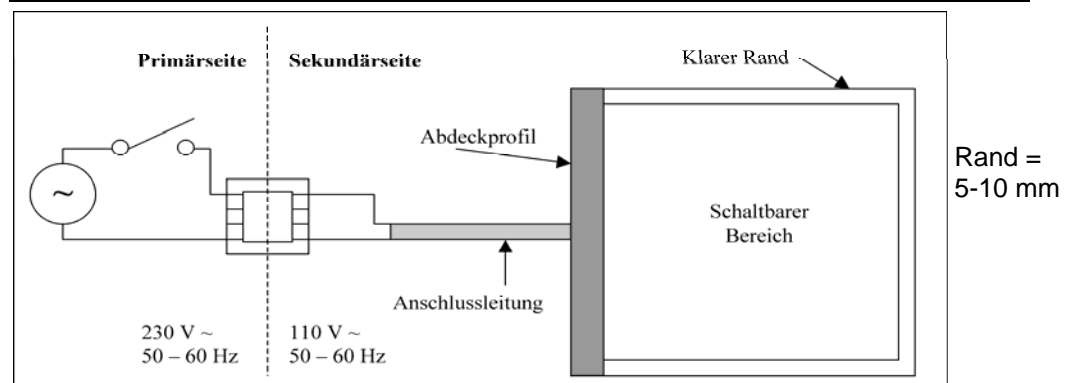 Primärseite
Sekundärseite
Klarer Rand
Abdeckprofil
Rand =
5-10 mm
~
Schaltbarer
Bereich
Anschlussleitung
230 V ~
50 – 60 Hz
110 V ~
50 – 60 Hz